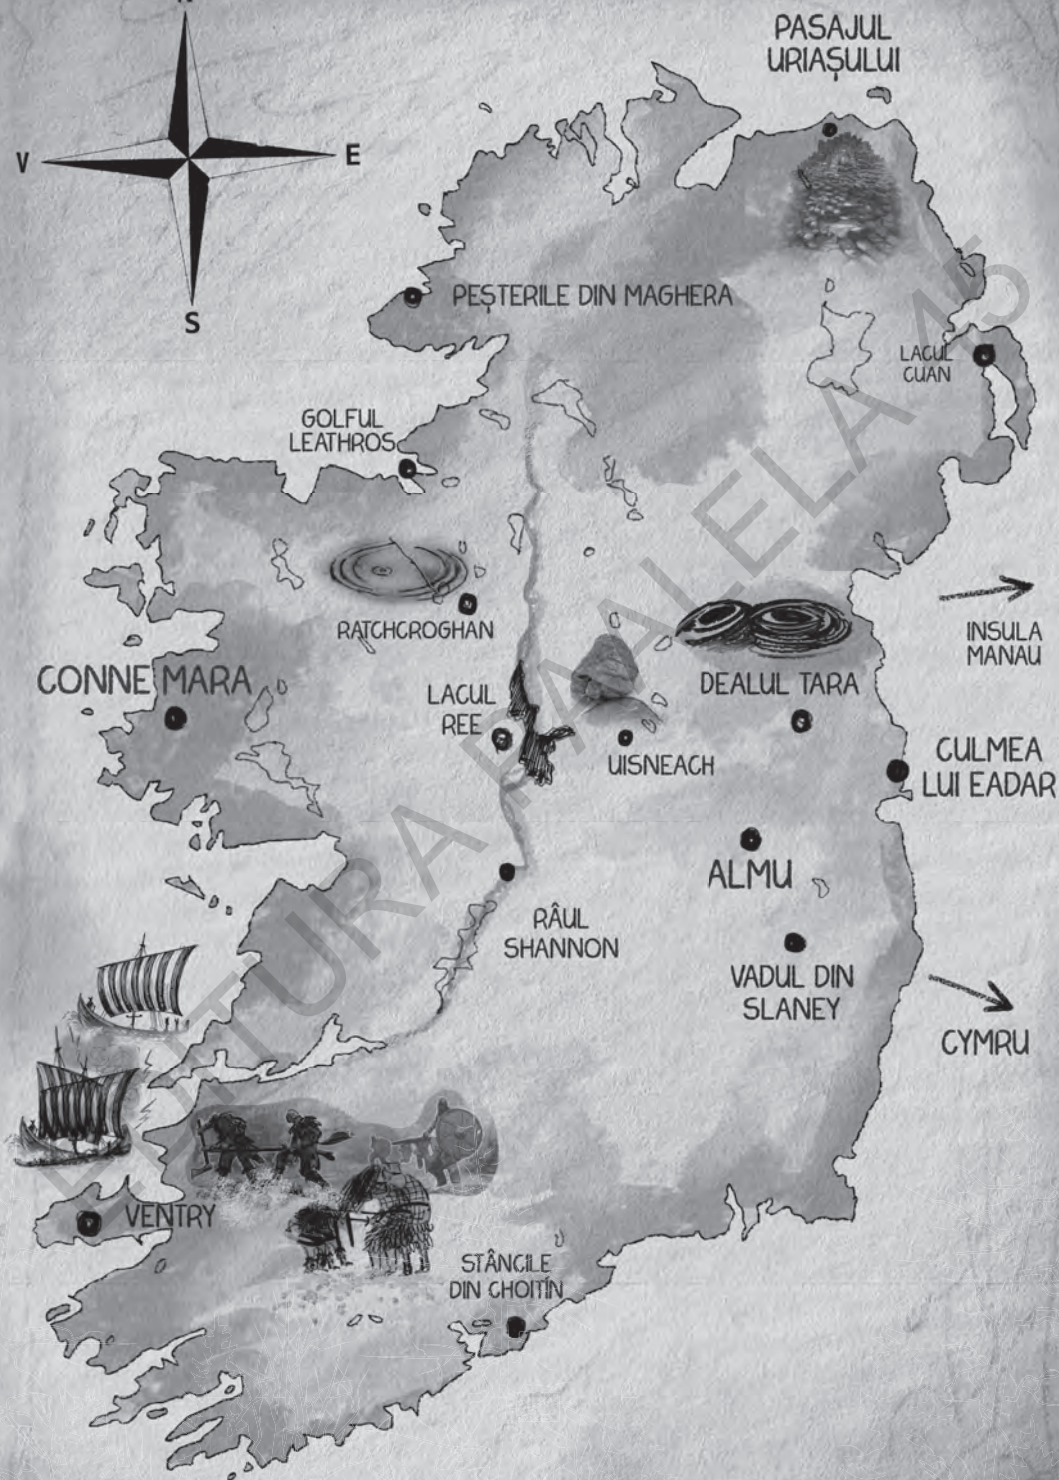 PASAJUL
URIAȘULUI
V
E
S
PEȘTERILE DIN MAGHERA
LACUL
CUAN
GOLFUL
LEATHROS
INSULA
MANAU
RATCHCROGHAN
CONNE MARA
LACUL
REE
DEALUL TARA
UISNEACH
CULMEA
LUI EADAR
ALMU
RÂUL
SHANNON
VADUL DIN
SLANEY
CYMRU
VENTRY
STÂNCILE
DIN CHOITÍN
EDITURA PARALELA 45